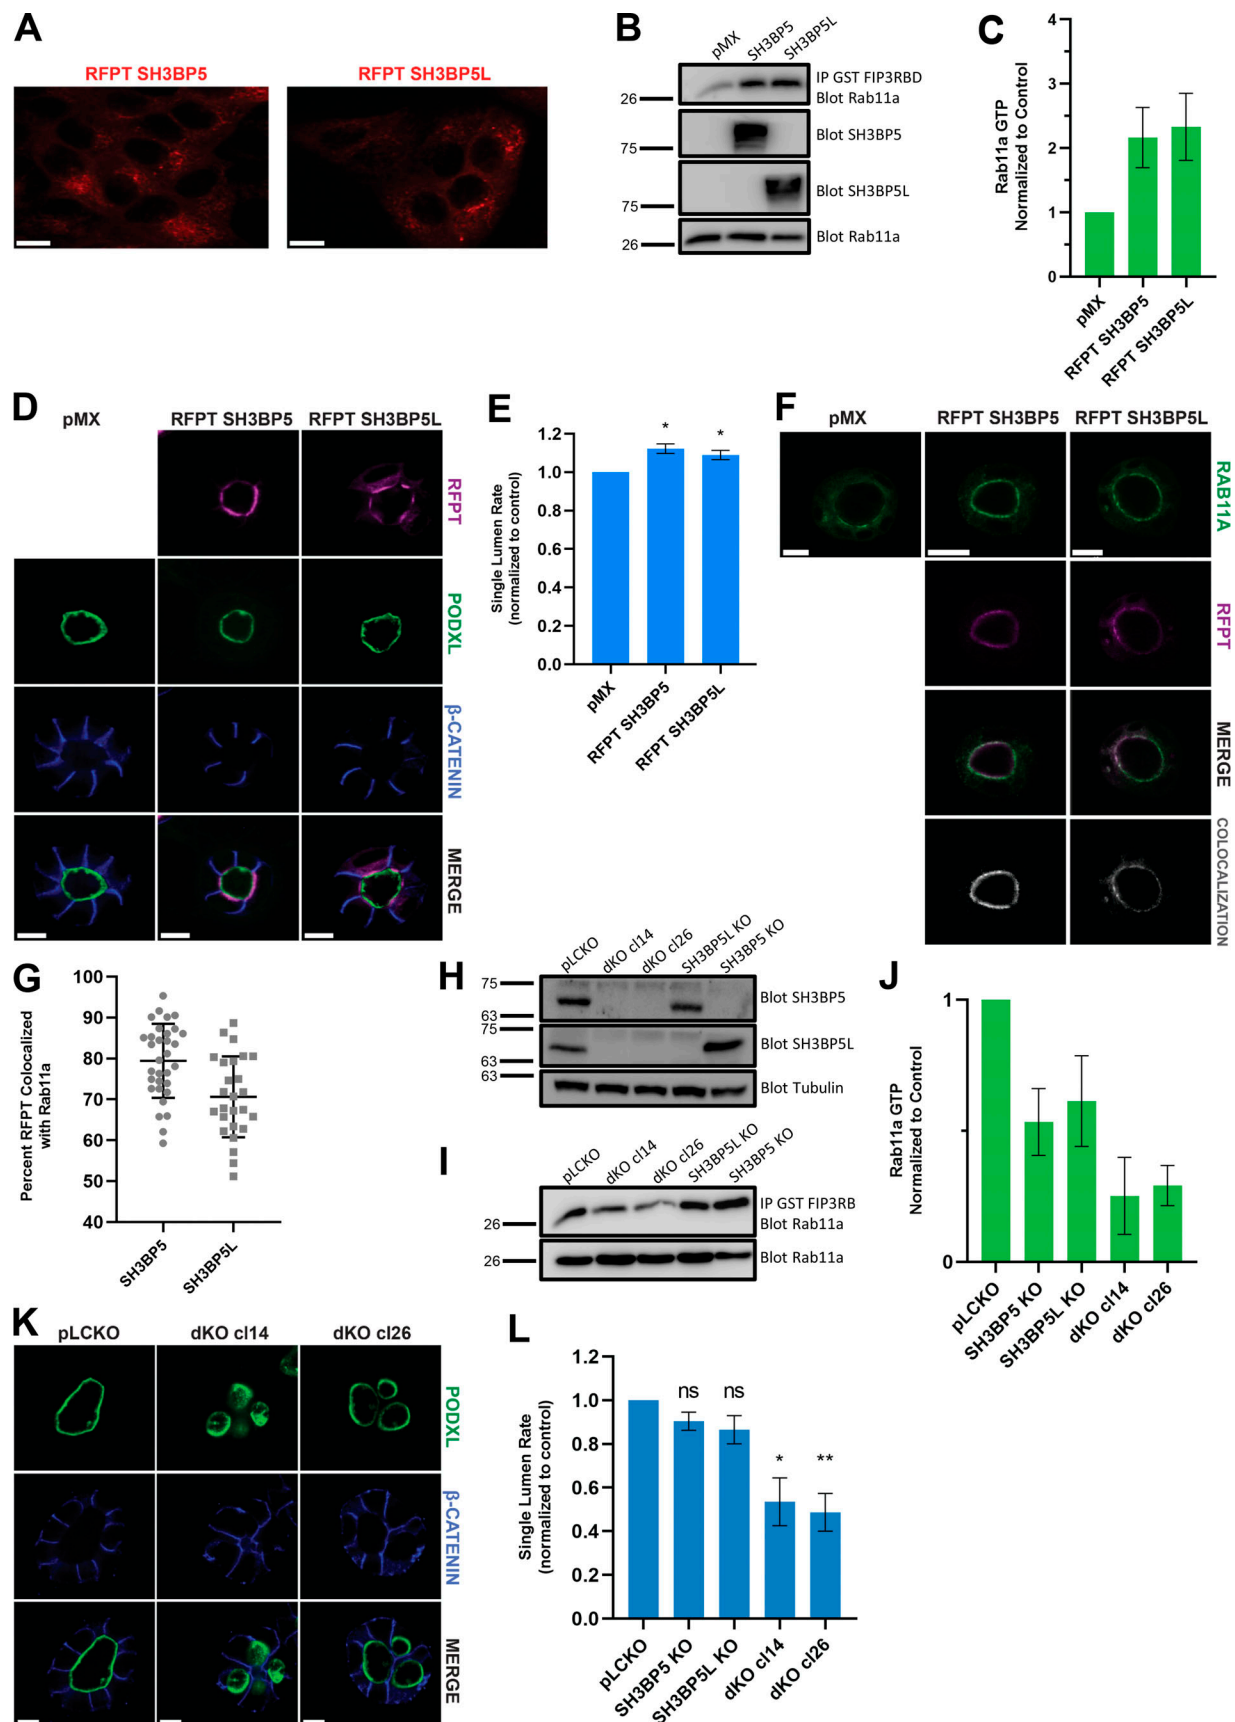 A
RFPT SH3BP5
RFPT SH3BP5L
B
pMX
SH3BP5
SH3BP5L
IP GST FIP3RBD
Blot Rab11a
26
Blot SH3BP5
75
Blot SH3BP5L
75
Blot Rab11a
26
C
Rab11a GTP
Normalized to Control
4
3
2
1
0
pMX
RFPT SH3BP5
RFPT SH3BP5L
D
pMX
RFPT SH3BP5
RFPT SH3BP5L
RFPT
PODXL
β-CATENIN
MERGE
E
Single Lumen Rate
(normalized to control)
1.2
1.0
0.8
0.6
0.4
0.2
0.0
*
*
pMX
RFPT SH3BP5
RFPT SH3BP5L
F
pMX
RFPT SH3BP5
RFPT SH3BP5L
RAB11A
RFPT
MERGE
COLOCALIZATION
G
Percent RFPT Colocalized
with Rab11a
100
90
80
70
60
50
40
SH3BP5
SH3BP5L
H
pLCKO
dKO cl14
dKO cl26
SH3BP5L KO
SH3BP5 KO
75
63
Blot SH3BP5
75
63
Blot SH3BP5L
63
Blot Tubulin
I
pLCKO
dKO cl14
dKO cl26
SH3BP5L KO
SH3BP5 KO
IP GST FIP3RB
Blot Rab11a
26
Blot Rab11a
26
J
Rab11a GTP
Normalized to Control
1
0
pLCKO
SH3BP5 KO
SH3BP5L KO
dKO cl14
dKO cl26
K
pLCKO
dKO cl14
dKO cl26
PODXL
β-CATENIN
MERGE
L
Single Lumen Rate
(normalized to control)
1.2
1.0
0.8
0.6
0.4
0.2
0.0
ns
ns
*
**
pLCKO
SH3BP5 KO
SH3BP5L KO
dKO cl14
dKO cl26